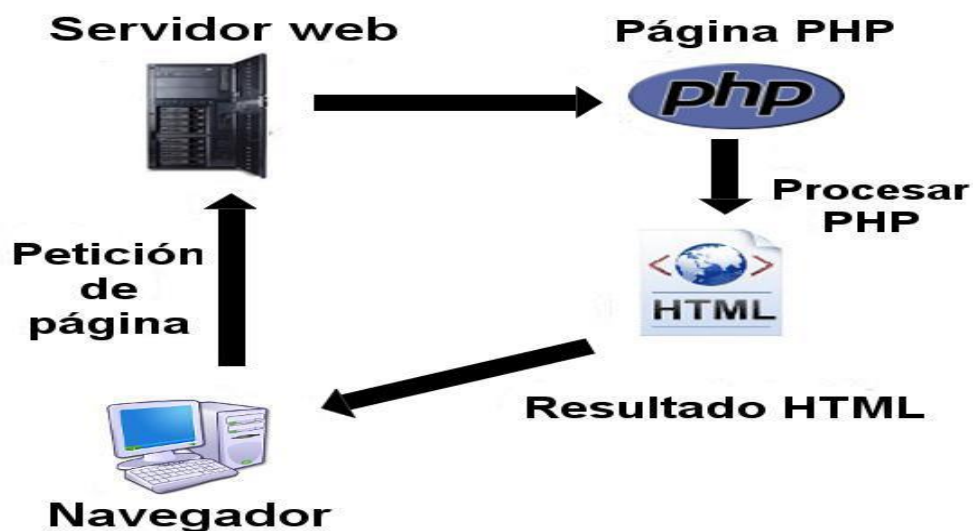 Servidor web
Página PHP
php
Procesar
PHP
Petición
de
página
< >
HTML
Resultado HTML
Navegador